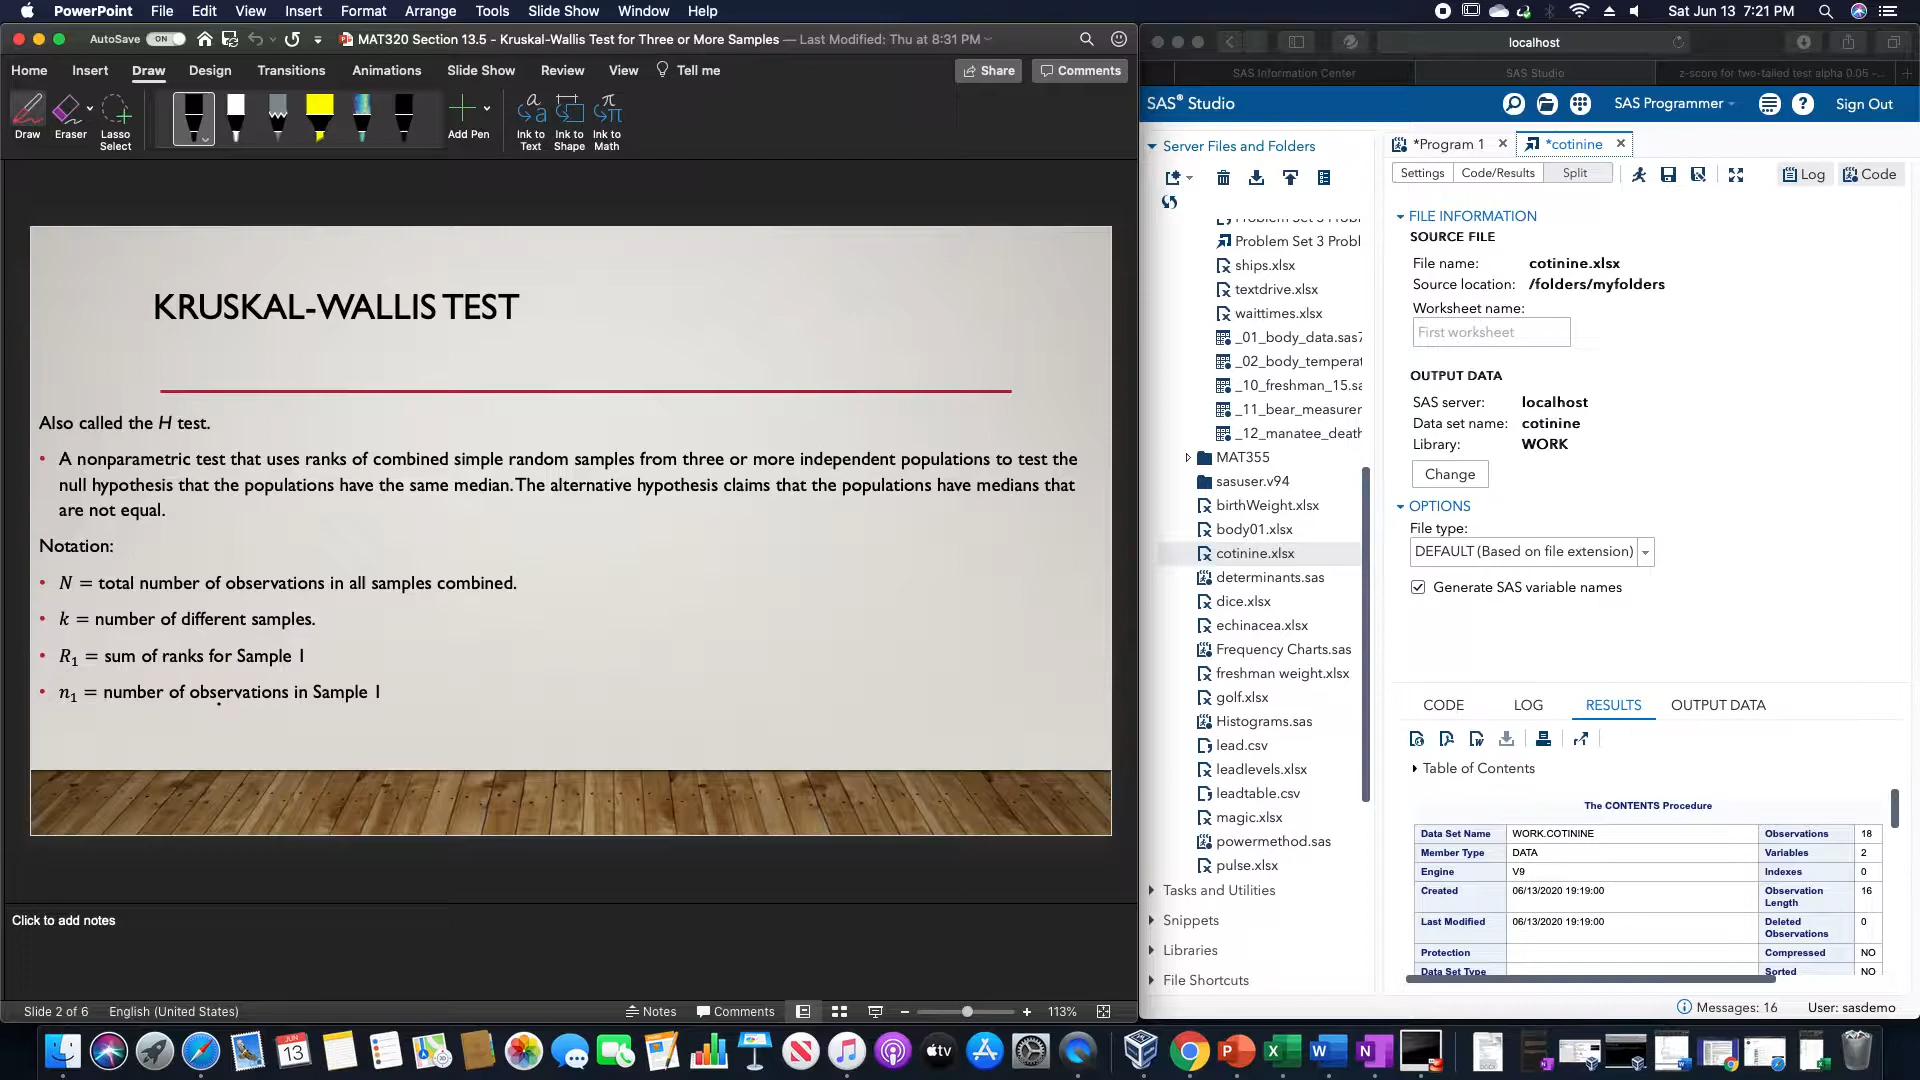 PowerPoint File Edit View Insert Format Arrange Tools Slide Show Window Help
Sat Jun 13 7:21 PM
AutoSave ON MAT320 Section 13.5 - Kruskal-Wallis Test for Three or More Samples — Last Modified: Thu at 8:31 PM
Home Insert Draw Design Transitions Animations Slide Show Review View Tell me Share Comments
Draw Eraser Lasso Select Add Pen Ink to Text Ink to Shape Ink to Math
KRUSKAL-WALLIS TEST
Also called the H test.
• A nonparametric test that uses ranks of combined simple random samples from three or more independent populations to test the
null hypothesis that the populations have the same median. The alternative hypothesis claims that the populations have medians that
are not equal.
Notation:
• N = total number of observations in all samples combined.
• k = number of different samples.
• R₁ = sum of ranks for Sample 1
• n₁ = number of observations in Sample 1
Click to add notes
Slide 2 of 6 English (United States) Notes Comments 113%
localhost
SAS Information Center SAS Studio z-score for two-tailed test alpha 0.05 -...
SAS® Studio SAS Programmer Sign Out
Server Files and Folders
Problem Set 3 Probl
ships.xlsx
textdrive.xlsx
waittimes.xlsx
_01_body_data.sas7
_02_body_temperat
_10_freshman_15.sa
_11_bear_measurer
_12_manatee_death
MAT355
sasuser.v94
birthWeight.xlsx
body01.xlsx
cotinine.xlsx
determinants.sas
dice.xlsx
echinacea.xlsx
Frequency Charts.sas
freshman weight.xlsx
golf.xlsx
Histograms.sas
lead.csv
leadlevels.xlsx
leadtable.csv
magic.xlsx
powermethod.sas
pulse.xlsx
Tasks and Utilities
Snippets
Libraries
File Shortcuts
*Program 1 *cotinine
Settings Code/Results Split Log Code
FILE INFORMATION
SOURCE FILE
File name: cotinine.xlsx
Source location: /folders/myfolders
Worksheet name:
First worksheet
OUTPUT DATA
SAS server: localhost
Data set name: cotinine
Library: WORK
Change
OPTIONS
File type:
DEFAULT (Based on file extension)
Generate SAS variable names
CODE LOG RESULTS OUTPUT DATA
Table of Contents
The CONTENTS Procedure
Data Set Name WORK.COTININE Observations 18
Member Type DATA Variables 2
Engine V9 Indexes 0
Created 06/13/2020 19:19:00 Observation Length 16
Last Modified 06/13/2020 19:19:00 Deleted Observations 0
Protection Compressed NO
Data Set Type Sorted NO
Messages: 16 User: sasdemo
JUN 13